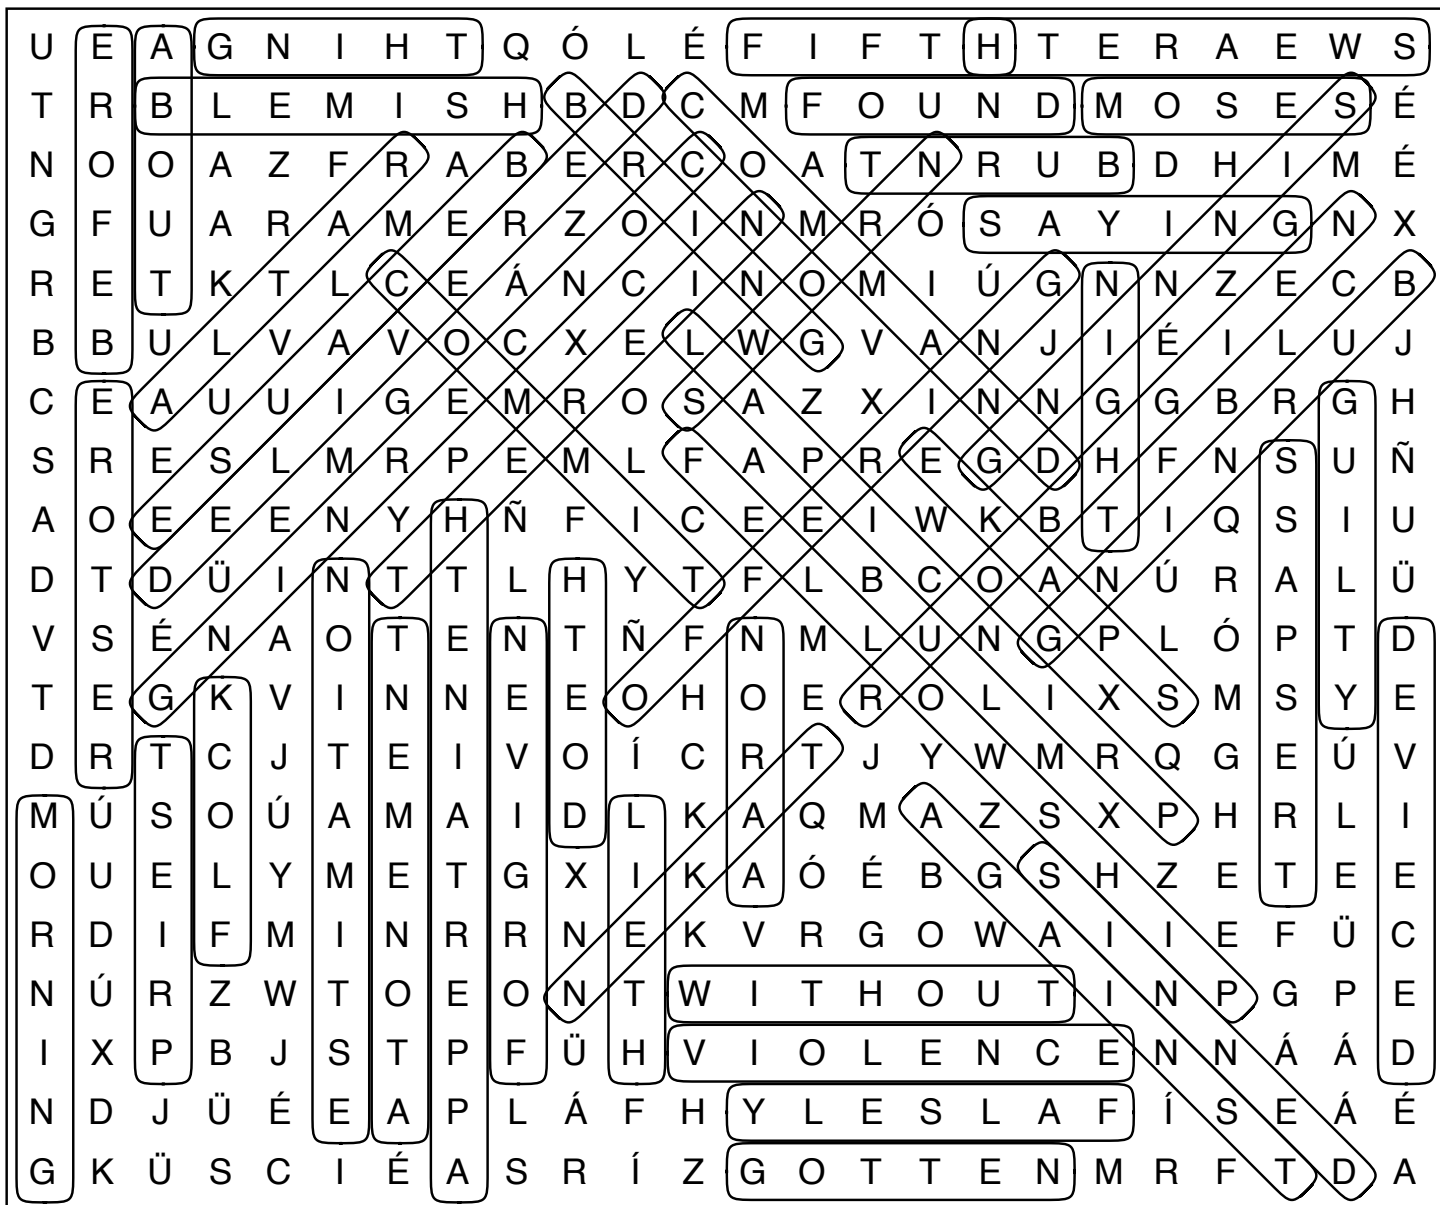 U E A G N I H T Q Ó L É F I F T H T E R A E W S
T R B L E M I S H B D C M F O U N D M O S E S É
N O O A Z F R A B E R C O A T N R U B D H I M É
G F U A R A M E R Z O I N M R Ó S A Y I N G N X
R E T K T L C E Á N C I N O M I Ú G N N Z E C B
B B U L V A V O C X E L W G V A N J I É I L U J
C E A U U I G E M R O S A Z X I N N G G B R G H
S R E S L M R P E M L F A P R E G D H F N S U Ñ
A O E E E N Y H Ñ F I C E E I W K B T I Q S I U
D T D Ü I N T T L H Y T F L B C O A N Ú R A L Ü
V S É N A O T E N T Ñ F N M L U N G P L Ó P T D
T E G K V I N N E E O H O E R O L I X S M S Y E
D R T C J T E I V O Í C R T J Y W M R Q G E Ú V
M Ú S O Ú A M A I D L K A Q M A Z S X P H R L I
O U E L Y M E T G X I K A Ó É B G S H Z E T E E
R D I F M I N R R N E K V R G O W A I I E F Ü C
N Ú R Z W T O E O N T W I T H O U T I N P G P E
I X P B J S T P F Ü H V I O L E N C E N N Á Á D
N D J Ü É E A P L Á F H Y L E S L A F Í S E Á É
G K Ü S C I É A S R Í Z G O T T E N M R F T D A